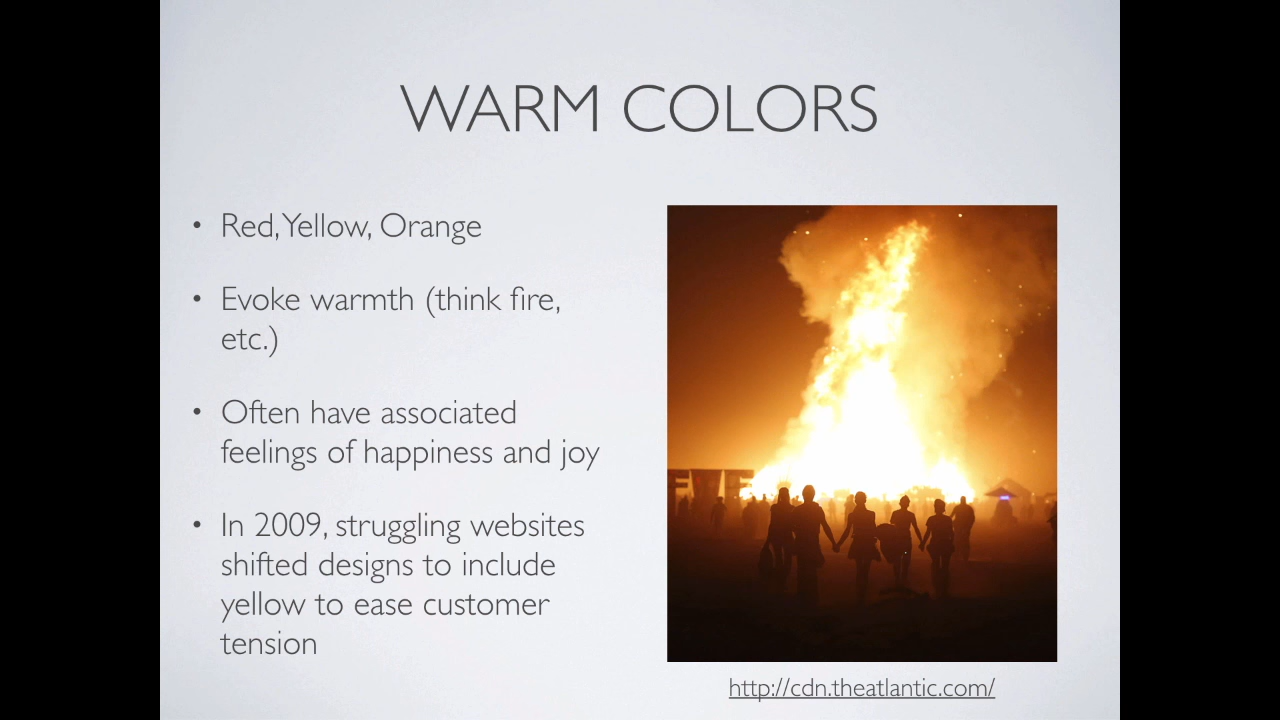 WARM COLORS
• Red, Yellow, Orange
• Evoke warmth (think fire,
etc.)
• Often have associated
feelings of happiness and joy
• In 2009, struggling websites
shifted designs to include
yellow to ease customer
tension
http://cdn.theatlantic.com/